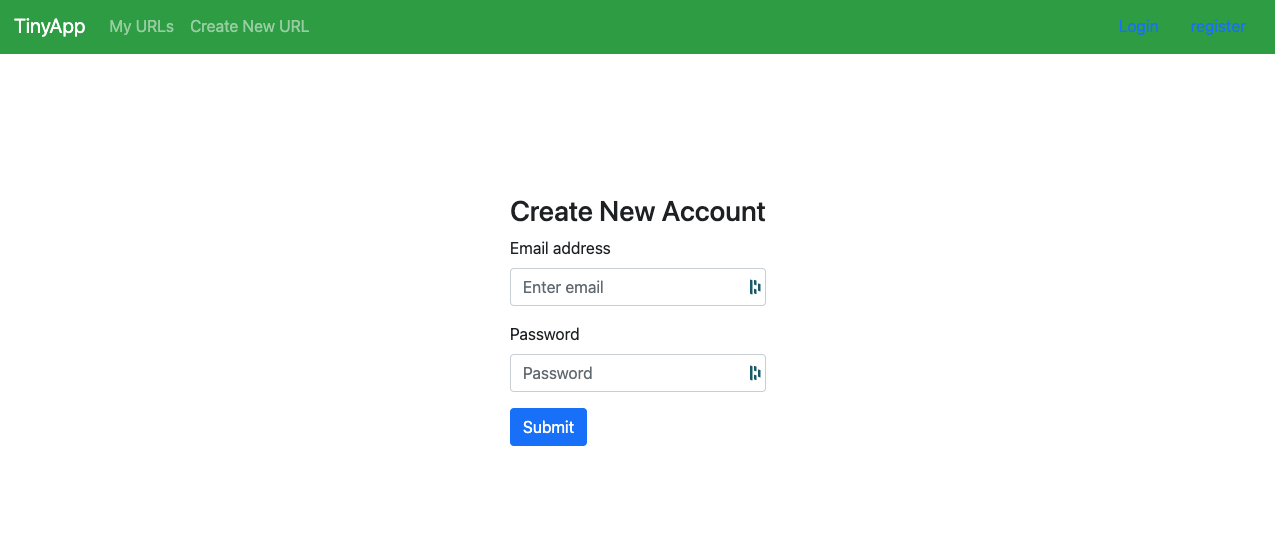 TinyApp My URLs Create New URL Login register
Create New Account
Email address
Enter email
Password
Password
Submit